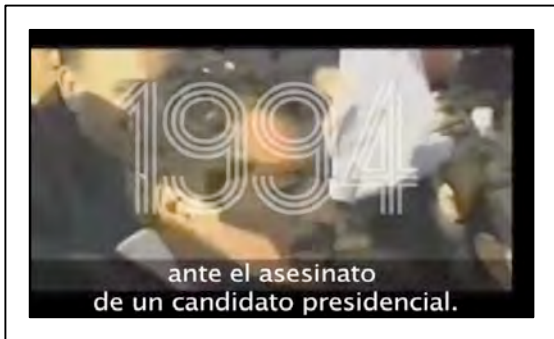 1994
ante el asesinato
de un candidato presidencial.